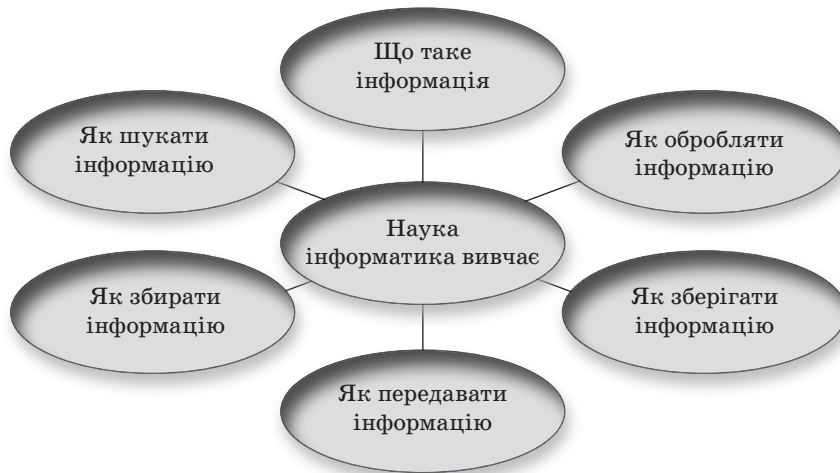 Що таке
інформація
Як шукати
інформацію
Як обробляти
інформацію
Наука
інформатика вивчає
Як збирати
інформацію
Як зберігати
інформацію
Як передавати
інформацію